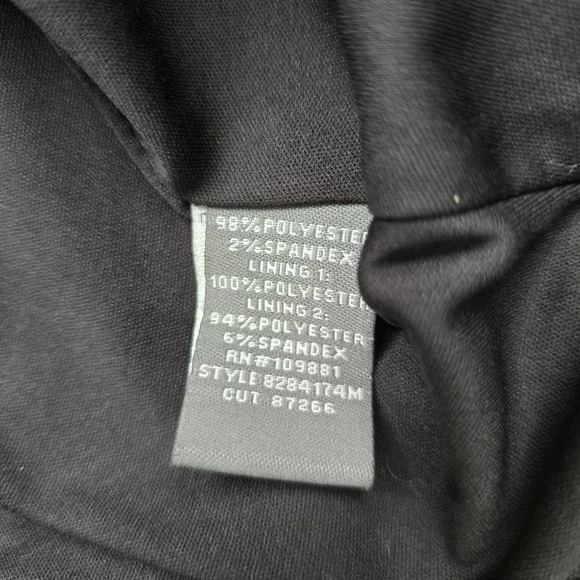 98%POLYESTER
2%SPANDEX
LINING 1:
100%POLYESTER
LINING 2:
94%POLYESTER
6%SPANDEX
RN#109881
STYLE 8284174M
CUT 87266